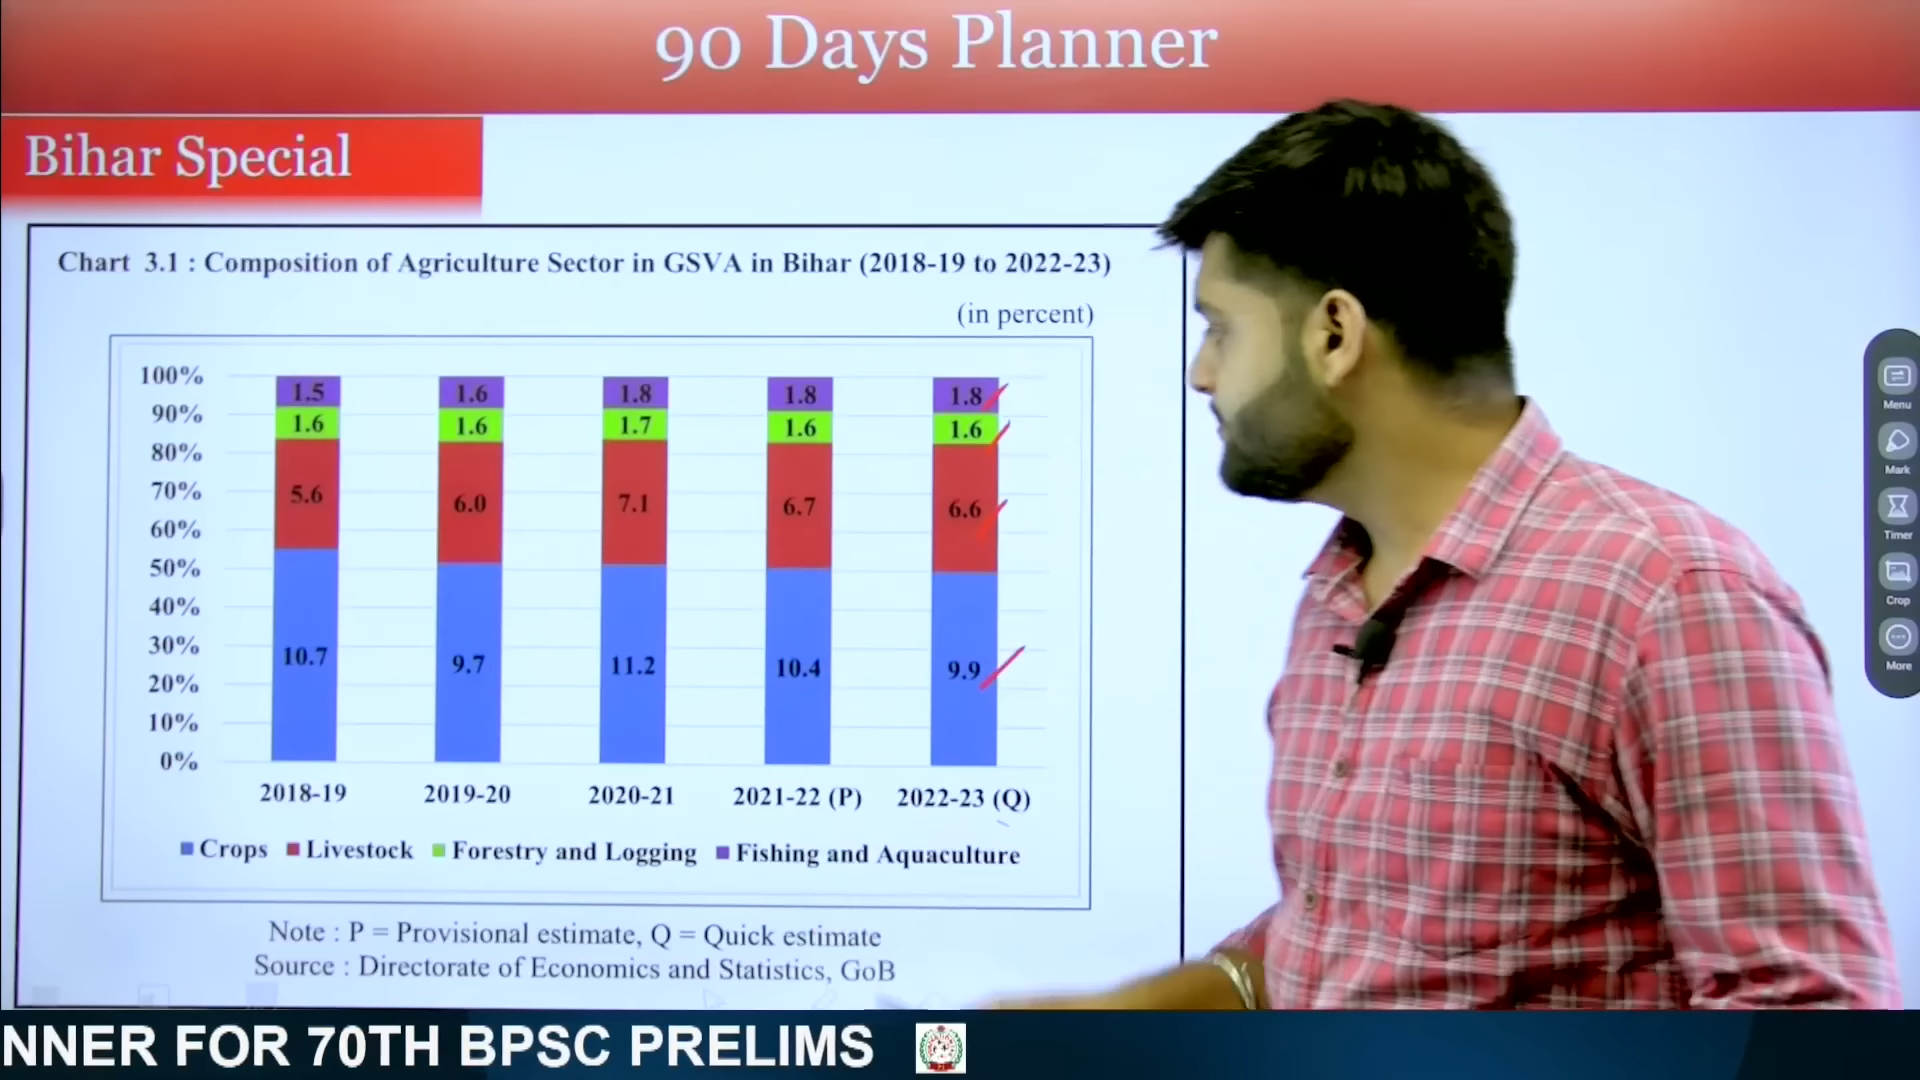 90 Days Planner
Bihar Special
Chart 3.1 : Composition of Agriculture Sector in GSVA in Bihar (2018-19 to 2022-23)
(in percent)
100%
90%
80%
70%
60%
50%
40%
30%
20%
10%
0%
1.5 1.6 1.8 1.8 1.8
1.6 1.6 1.7 1.6 1.6
5.6 6.0 7.1 6.7 6.6
10.7 9.7 11.2 10.4 9.9
2018-19 2019-20 2020-21 2021-22 (P) 2022-23 (Q)
Crops Livestock Forestry and Logging Fishing and Aquaculture
Note : P = Provisional estimate, Q = Quick estimate
Source : Directorate of Economics and Statistics, GoB
Menu
Mark
Timer
Crop
More
NNER FOR 70TH BPSC PRELIMS